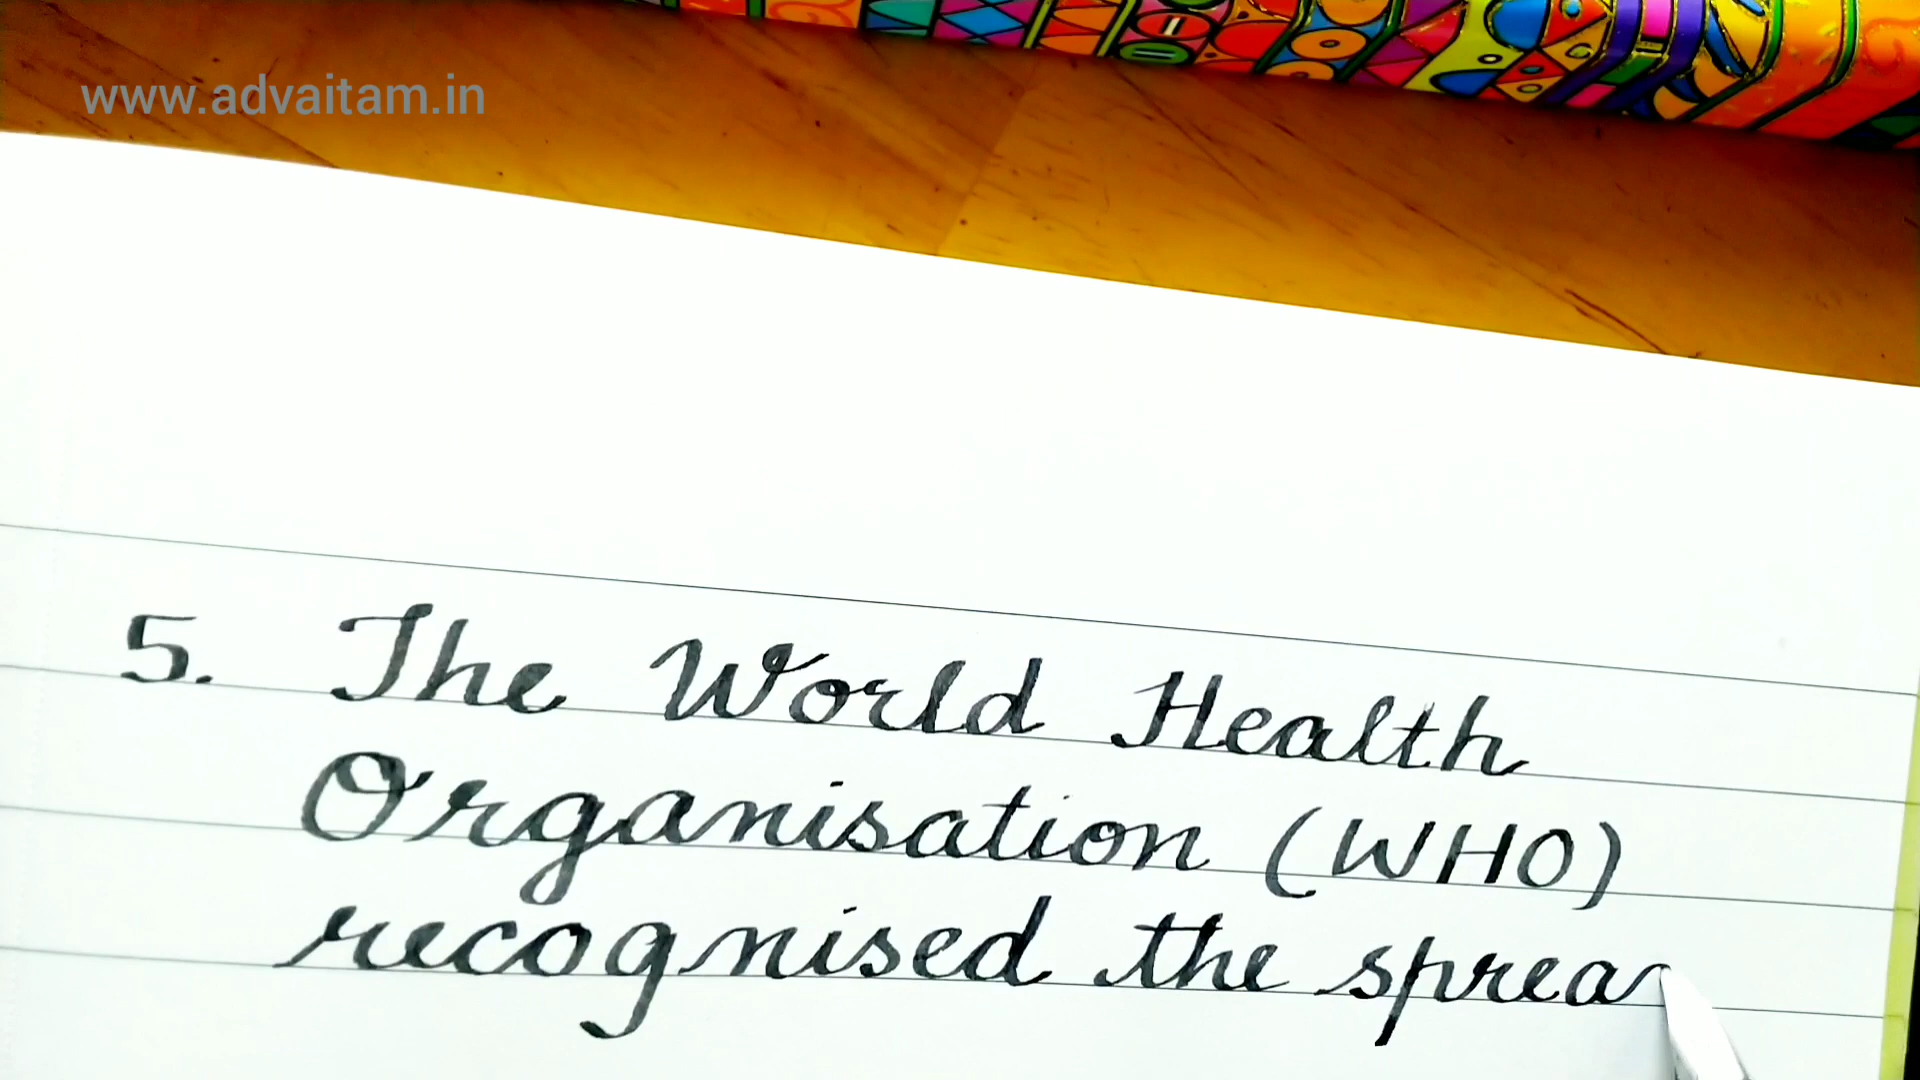 www.advaitam.in
5. The World Health
Organisation (WHO)
recognised the sprea